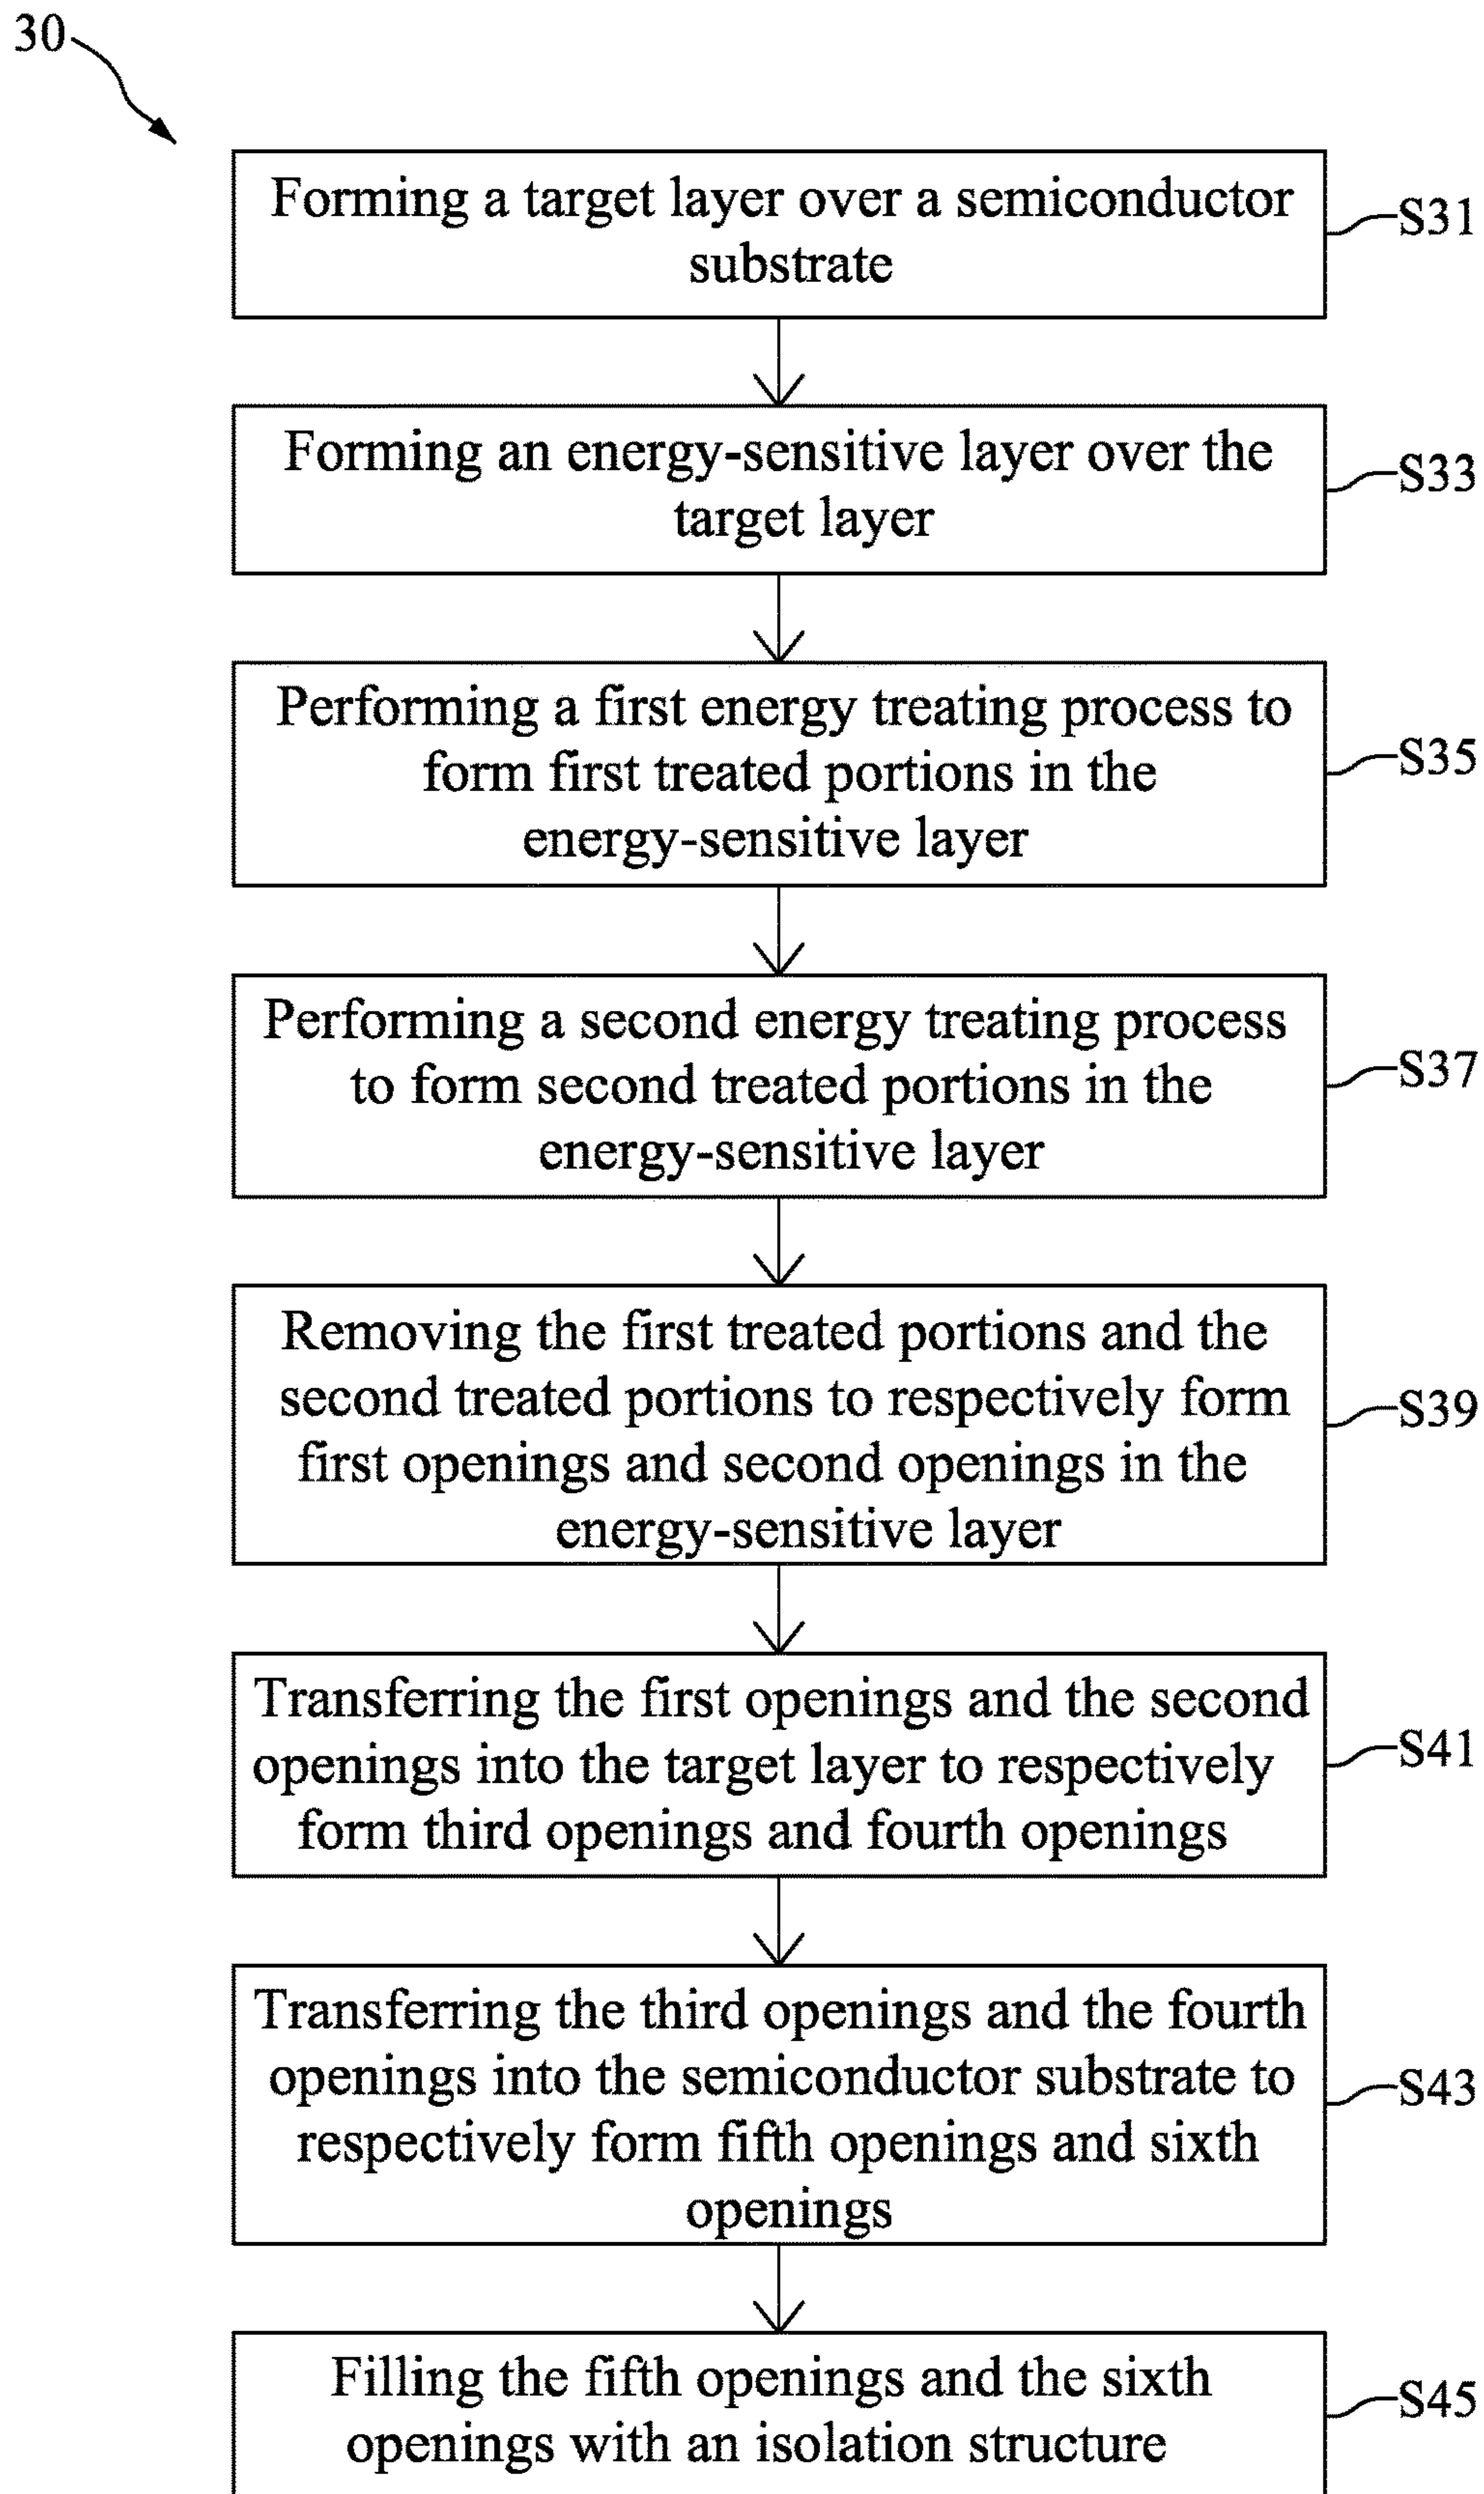 30
Forming a target layer over a semiconductor
substrate
S31
Forming an energy-sensitive layer over the
target layer
S33
Performing a first energy treating process to
form first treated portions in the
energy-sensitive layer
S35
Performing a second energy treating process
to form second treated portions in the
energy-sensitive layer
S37
Removing the first treated portions and the
second treated portions to respectively form
first openings and second openings in the
energy-sensitive layer
S39
Transferring the first openings and the second
openings into the target layer to respectively
form third openings and fourth openings
S41
Transferring the third openings and the fourth
openings into the semiconductor substrate to
respectively form fifth openings and sixth
openings
S43
Filling the fifth openings and the sixth
openings with an isolation structure
S45